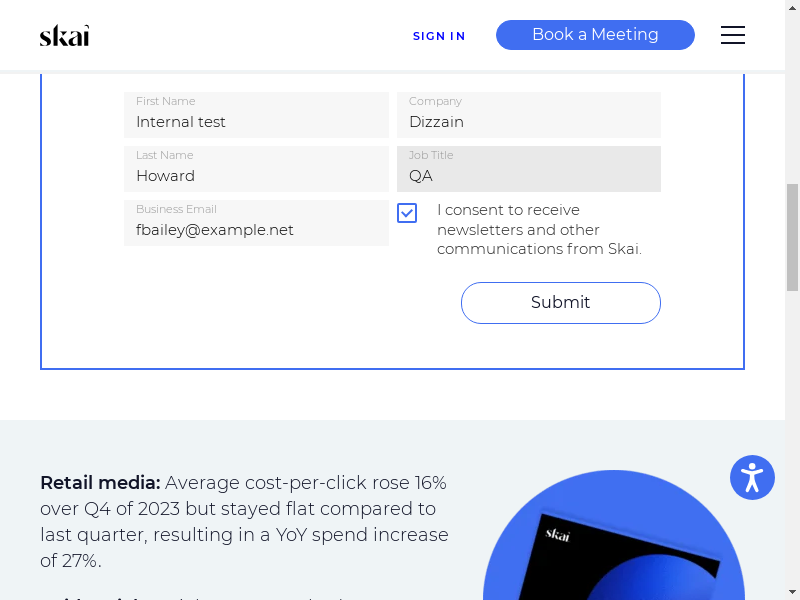 skai
SIGN IN
Book a Meeting
First Name
Internal test
Company
Dizzain
Last Name
Howard
Job Title
QA
Business Email
fbailey@example.net
I consent to receive
newsletters and other
communications from Skai.
Submit
Retail media: Average cost-per-click rose 16%
over Q4 of 2023 but stayed flat compared to
last quarter, resulting in a YoY spend increase
of 27%.
skai